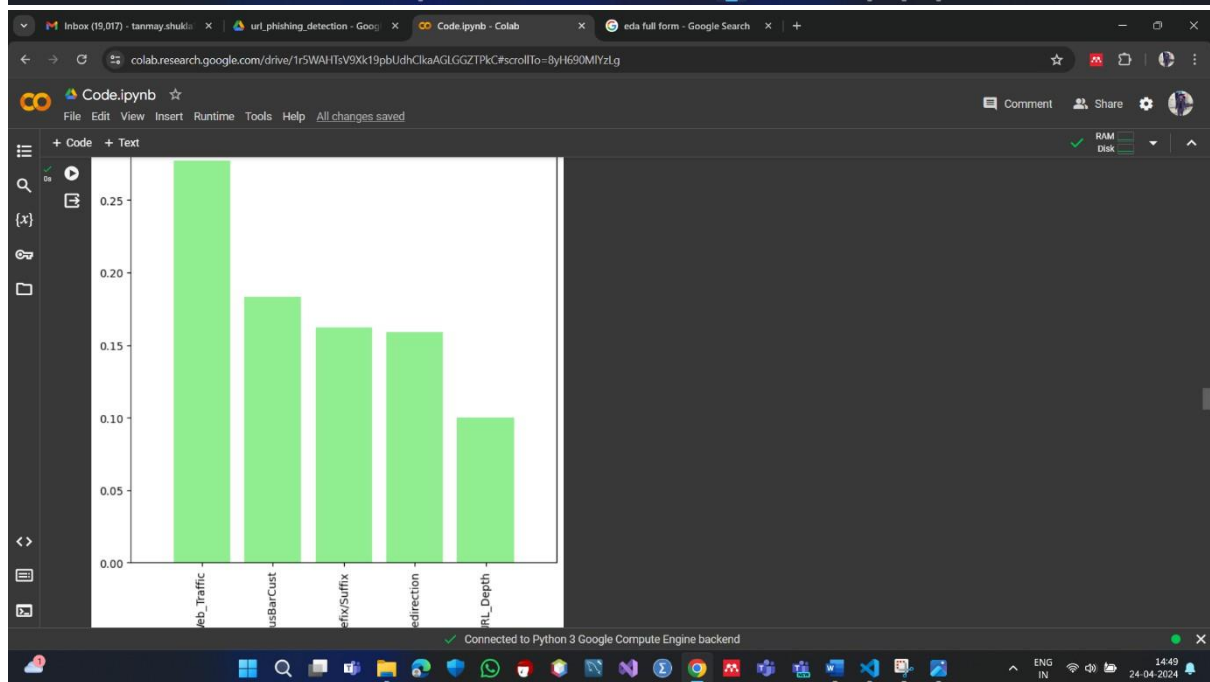 Inbox (19,017) - tanmay.shukla
url_phishing_detection - Goog
Code.ipynb - Colab
eda full form - Google Search
colab.research.google.com/drive/1r5WAHTsV9Xk19pbUdhClkaAGLGGZTPkC#scrollTo=8yH690MlYzLg
Code.ipynb
File Edit View Insert Runtime Tools Help All changes saved
Comment Share
+ Code + Text
RAM
Disk
0s
{x}
0.25
0.20
0.15
0.10
0.05
0.00
Veb_Traffic
usBarCust
efix/Suffix
edirection
RL_Depth
Connected to Python 3 Google Compute Engine backend
ENG
IN
14:49
24-04-2024